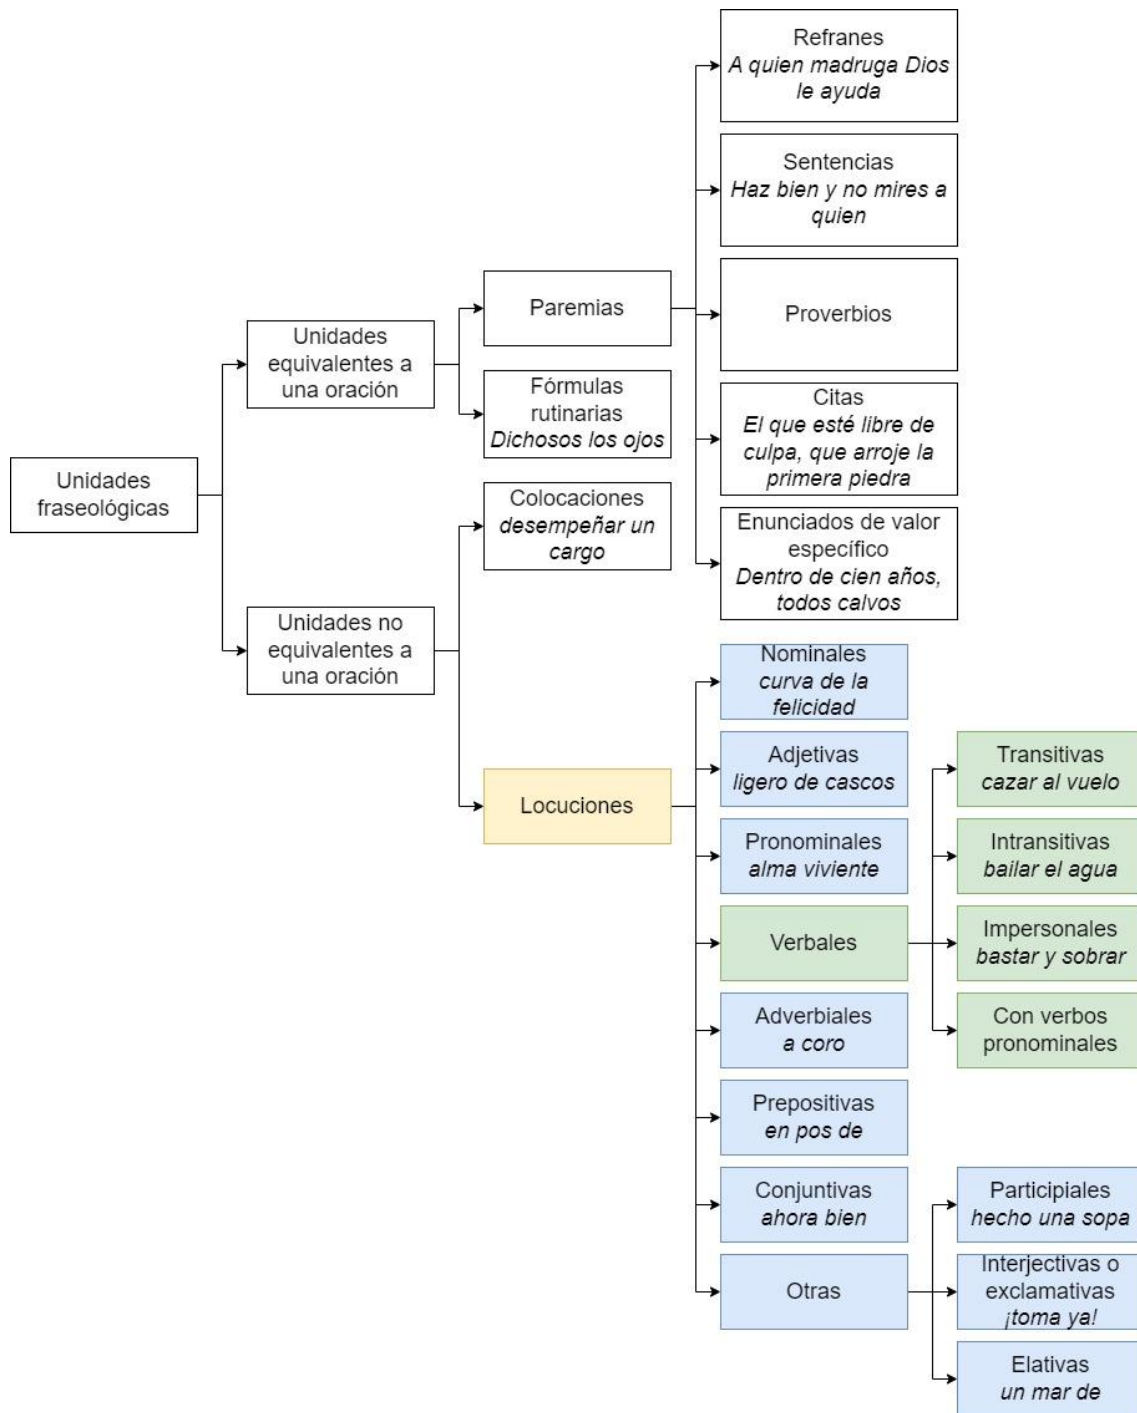 Unidades
fraseológicas
Unidades
equivalentes a
una oración
Unidades no
equivalentes a
una oración
Paremias
Fórmulas
rutinarias
Dichosos los ojos
Colocaciones
desempeñar un
cargo
Locuciones
Refranes
A quien madruga Dios
le ayuda
Sentencias
Haz bien y no mires a
quien
Proverbios
Citas
El que esté libre de
culpa, que arroje la
primera piedra
Enunciados de valor
específico
Dentro de cien años,
todos calvos
Nominales
curva de la
felicidad
Adjetivas
ligero de cascos
Pronominales
alma viviente
Verbales
Adverbiales
a coro
Prepositivas
en pos de
Conjuntivas
ahora bien
Otras
Transitivas
cazar al vuelo
Intransitivas
bailar el agua
Impersonales
bastar y sobrar
Con verbos
pronominales
Participiales
hecho una sopa
Interjectivas o
exclamativas
¡toma ya!
Elativas
un mar de